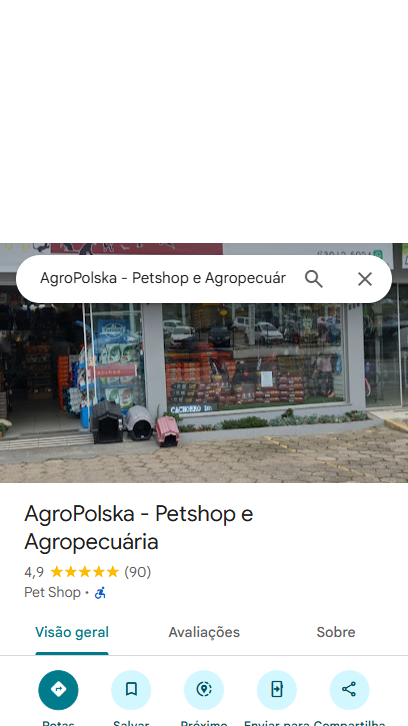 AgroPolska - Petshop e Agropecuár
CACHORRO
AgroPolska - Petshop e
Agropecuária
4,9 (90)
Pet Shop ·
Visão geral
Avaliações
Sobre
Rotas
Salvar
Próximo
Enviar para
Compartilha